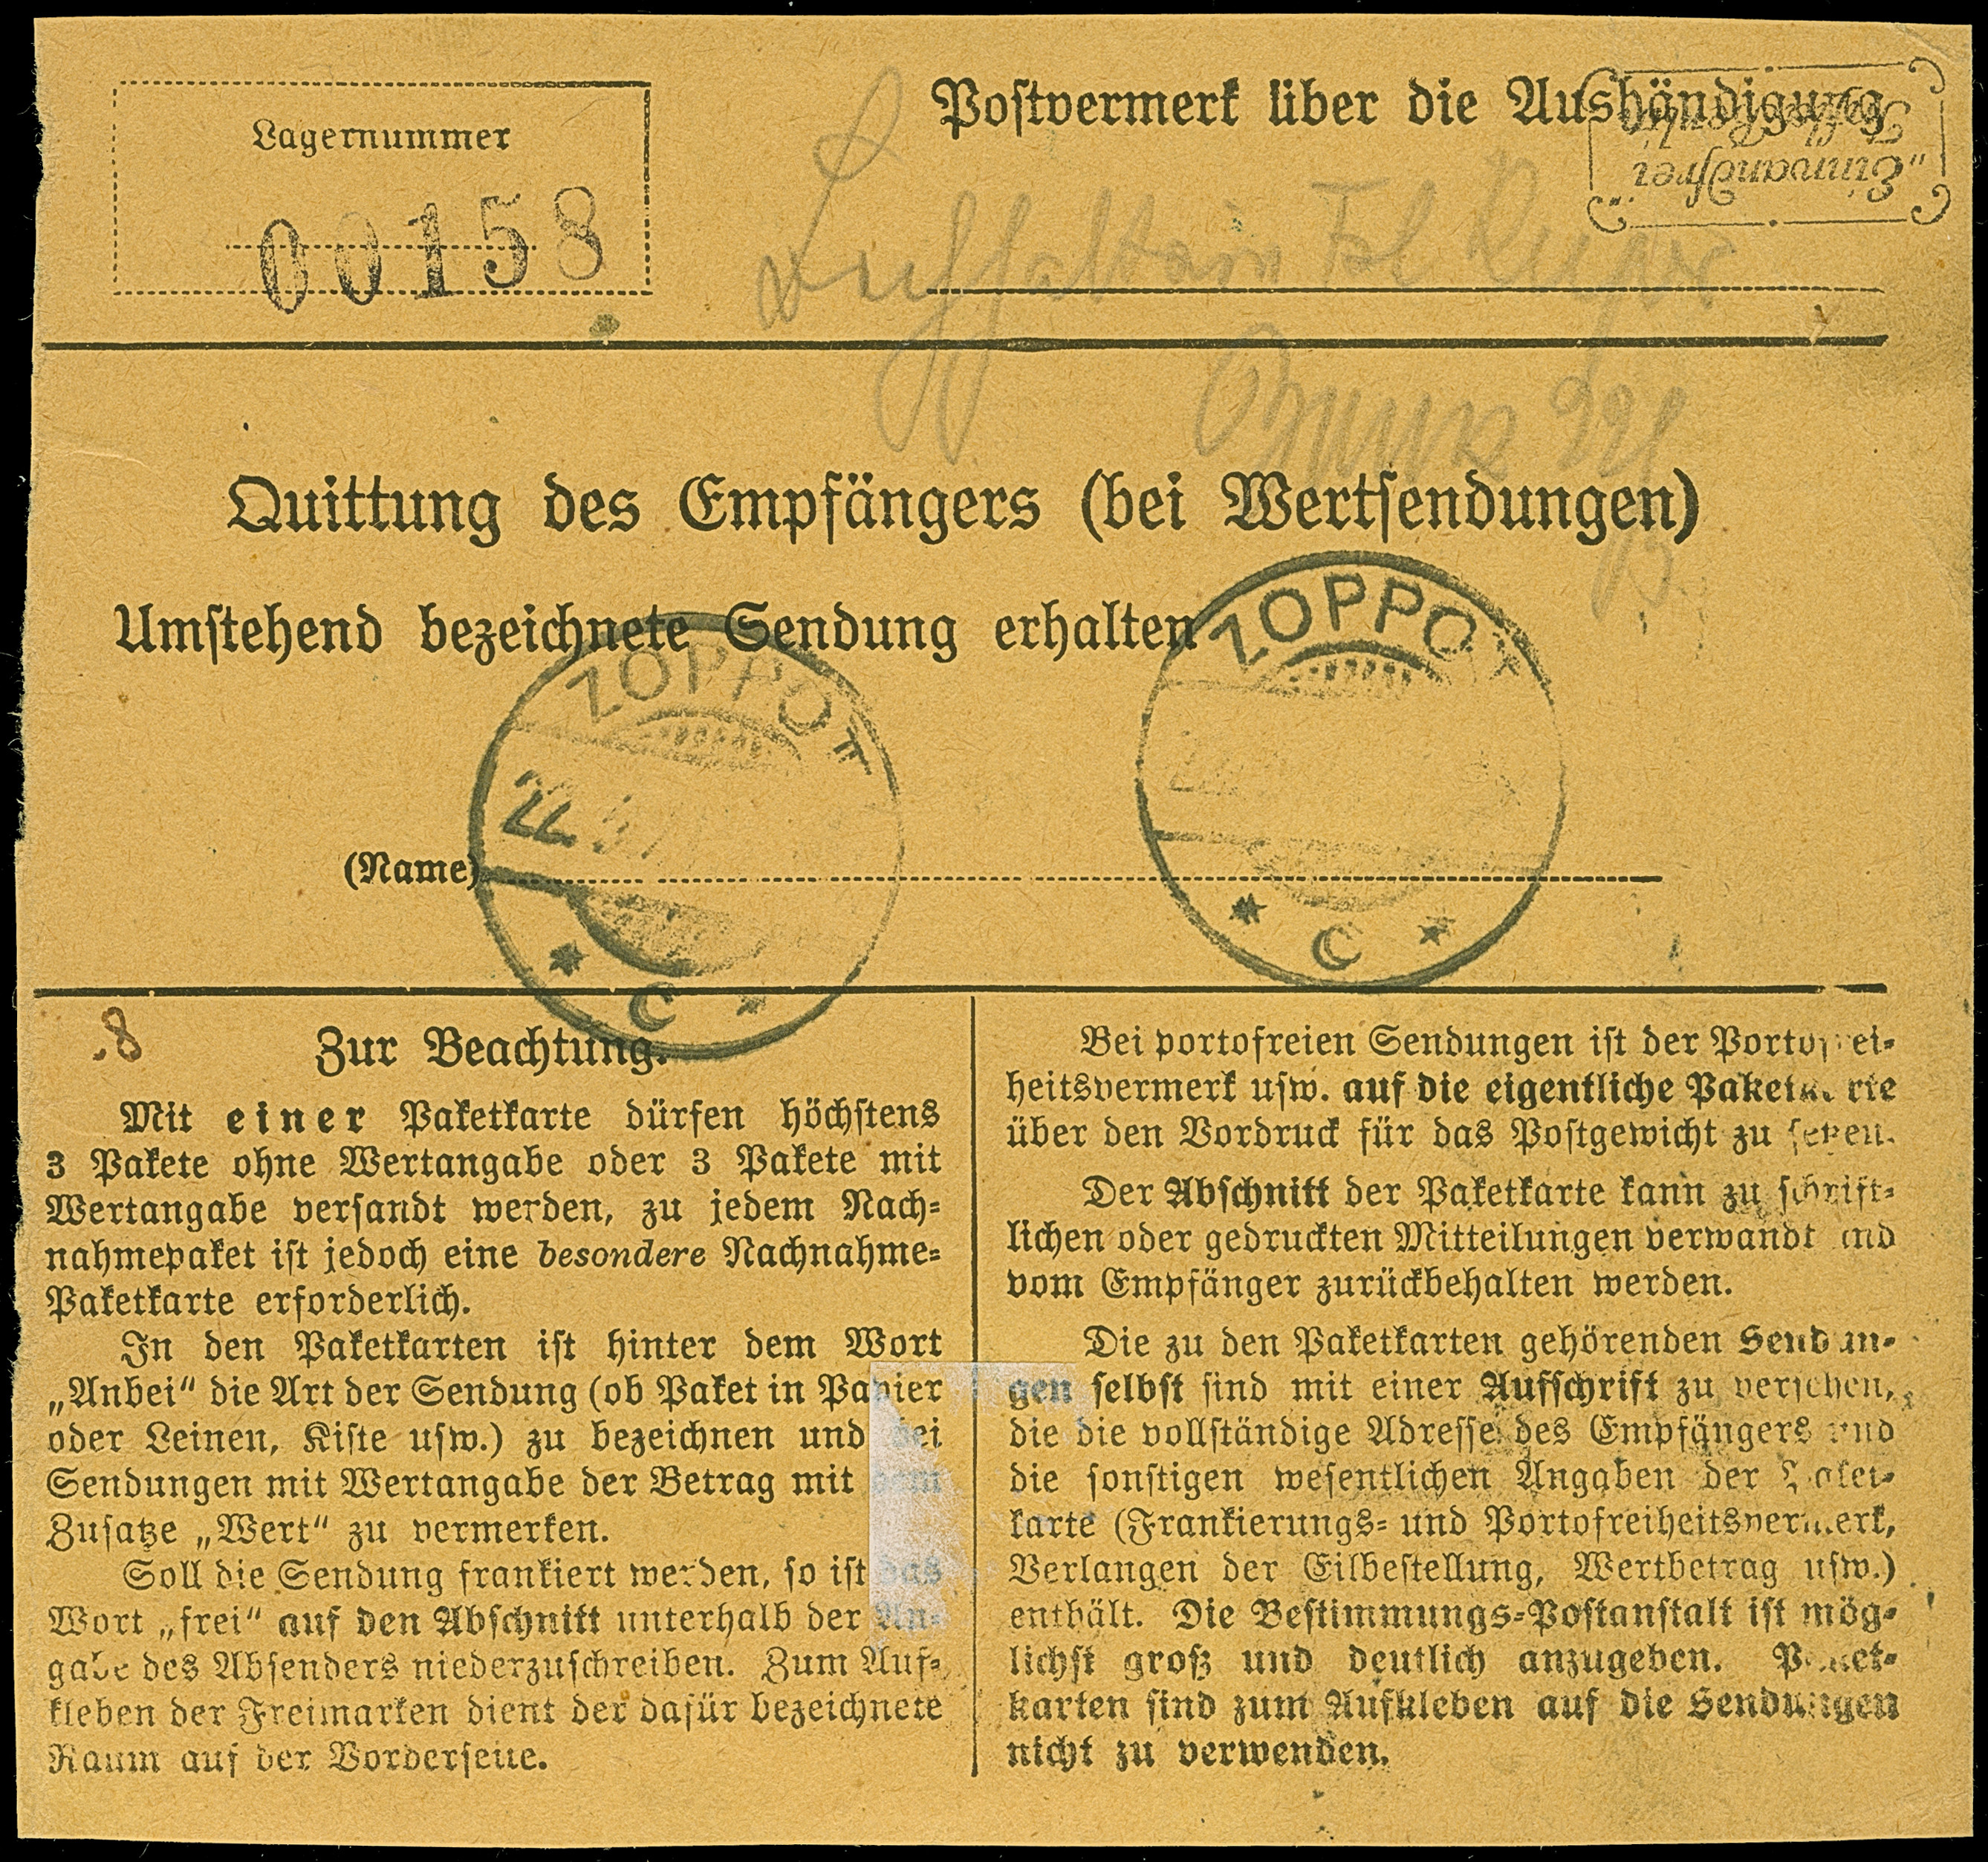 Lagernummer
00158
Postvermerk über die Aushändigung
„Einwandfrei“
Quittung des Empfängers (bei Wertsendungen)
Umstehend bezeichnete Sendung erhalten
ZOPPOT
22
C
ZOPPOT
C
(Name)
8
Zur Beachtung.
Mit einer Paketkarte dürfen höchstens
3 Pakete ohne Wertangabe oder 3 Pakete mit
Wertangabe versandt werden, zu jedem Nach-
nahmepaket ist jedoch eine besondere Nachnahme-
Paketkarte erforderlich.
In den Paketkarten ist hinter dem Wort
„Anbei“ die Art der Sendung (ob Paket in Papier
oder Leinen, Kiste usw.) zu bezeichnen und bei
Sendungen mit Wertangabe der Betrag mit dem
Zusatze „Wert“ zu vermerken.
Soll die Sendung frankiert werden, so ist das
Wort „frei“ auf den Abschnitt unterhalb der An-
gabe des Absenders niederzuschreiben. Zum Auf-
kleben der Freimarken dient der dafür bezeichnete
Raum auf der Vorderseite.
Bei portofreien Sendungen ist der Portofrei-
heitsvermerk usw. auf die eigentliche Paketkarte
über den Vordruck für das Postgewicht zu setzen.
Der Abschnitt der Paketkarte kann zu schrift-
lichen oder gedruckten Mitteilungen verwandt und
vom Empfänger zurückbehalten werden.
Die zu den Paketkarten gehörenden Sendun-
gen selbst sind mit einer Aufschrift zu versehen,
die die vollständige Adresse des Empfängers und
die sonstigen wesentlichen Angaben der Paket-
karte (Frankierungs- und Portofreiheitsvermerk,
Verlangen der Eilbestellung, Wertbetrag usw.)
enthält. Die Bestimmungs-Postanstalt ist mög-
lichst groß und deutlich anzugeben. Paket-
karten sind zum Aufkleben auf die Sendungen
nicht zu verwenden.